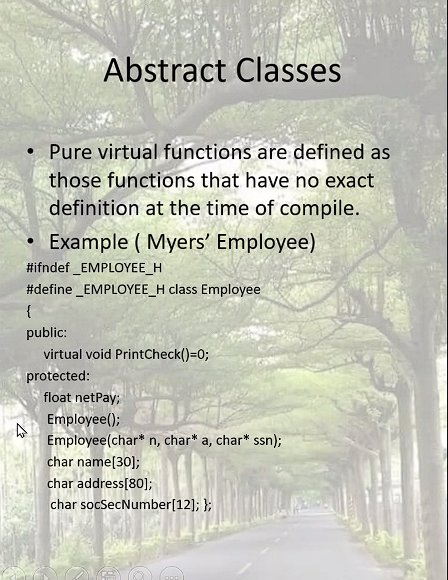 Abstract Classes
• Pure virtual functions are defined as
those functions that have no exact
definition at the time of compile.
• Example ( Myers’ Employee)
#ifndef _EMPLOYEE_H
#define _EMPLOYEE_H class Employee
{
public:
virtual void PrintCheck()=0;
protected:
float netPay;
Employee();
Employee(char* n, char* a, char* ssn);
char name[30];
char address[80];
char socSecNumber[12]; };